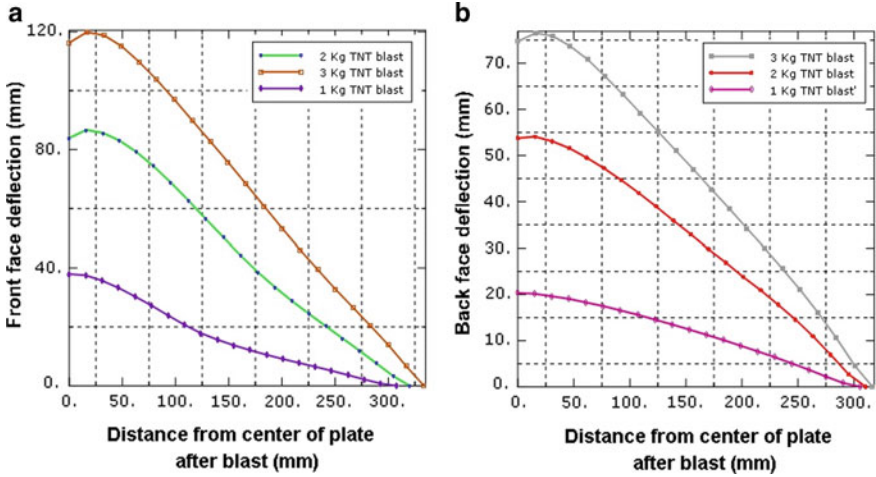 a
Front face deflection (mm)
120.
80.
40.
0.
2 Kg TNT blast
3 Kg TNT blast
1 Kg TNT blast
0. 50. 100. 150. 200. 250. 300.
Distance from center of plate
after blast (mm)
b
Back face deflection (mm)
70.
60.
50.
40.
30.
20.
10.
0.
3 Kg TNT blast
2 Kg TNT blast
1 Kg TNT blast'
0. 50. 100. 150. 200. 250. 300.
Distance from center of plate
after blast (mm)